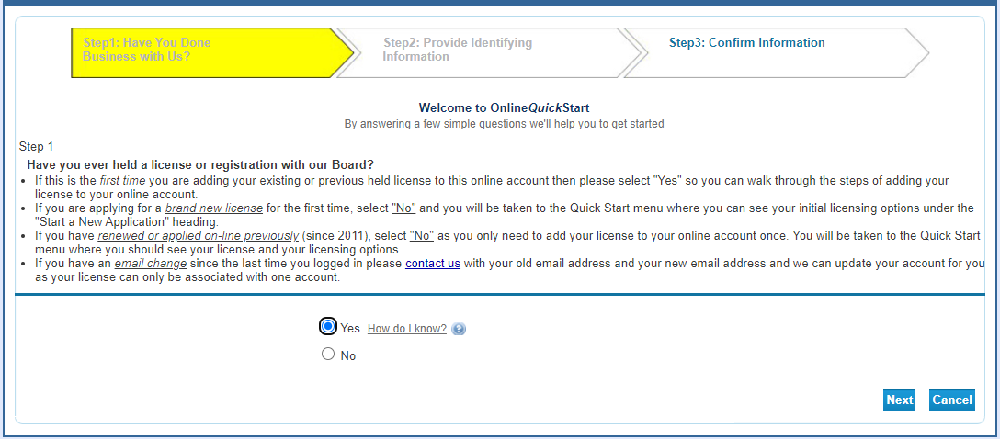 Step1: Have You Done
Business with Us?
Step2: Provide Identifying
Information
Step3: Confirm Information
Welcome to OnlineQuickStart
By answering a few simple questions we'll help you to get started
Step 1
Have you ever held a license or registration with our Board?
• If this is the first time you are adding your existing or previous held license to this online account then please select "Yes" so you can walk through the steps of adding your
license to your online account.
• If you are applying for a brand new license for the first time, select "No" and you will be taken to the Quick Start menu where you can see your initial licensing options under the
"Start a New Application" heading.
• If you have renewed or applied on-line previously (since 2011), select "No" as you only need to add your license to your online account once. You will be taken to the Quick Start
menu where you should see your license and your licensing options.
• If you have an email change since the last time you logged in please contact us with your old email address and your new email address and we can update your account for you
as your license can only be associated with one account.
Yes How do I know? ?
No
Next Cancel